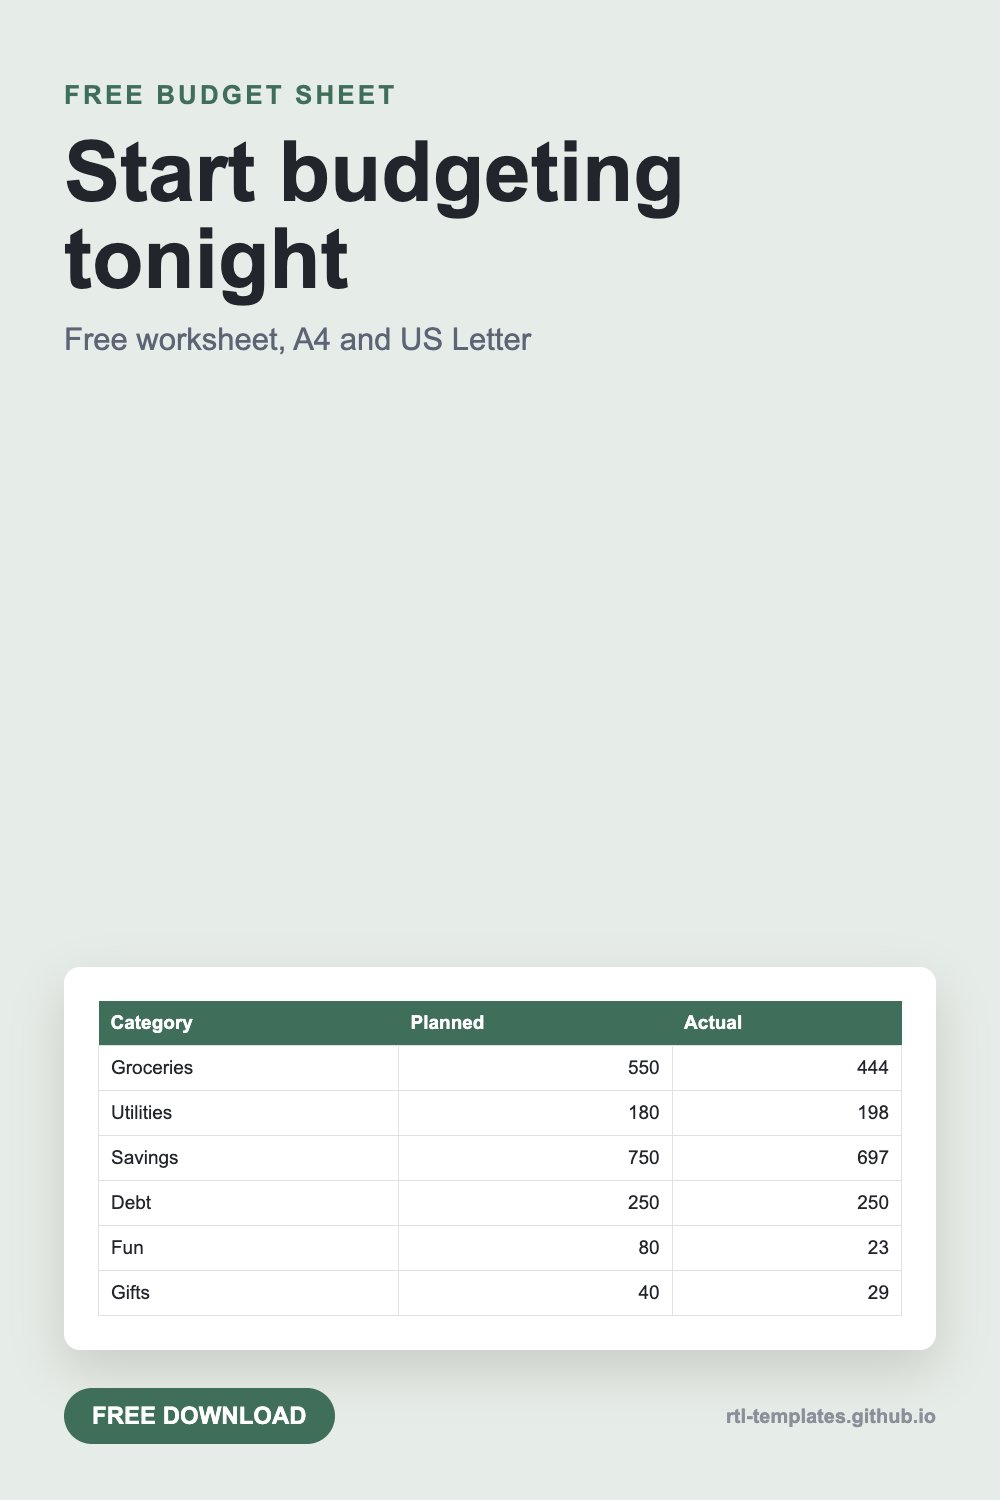 FREE BUDGET SHEET
Start budgeting
tonight
Free worksheet, A4 and US Letter
Category Planned Actual
Groceries 550 444
Utilities 180 198
Savings 750 697
Debt 250 250
Fun 80 23
Gifts 40 29
FREE DOWNLOAD rtl-templates.github.io